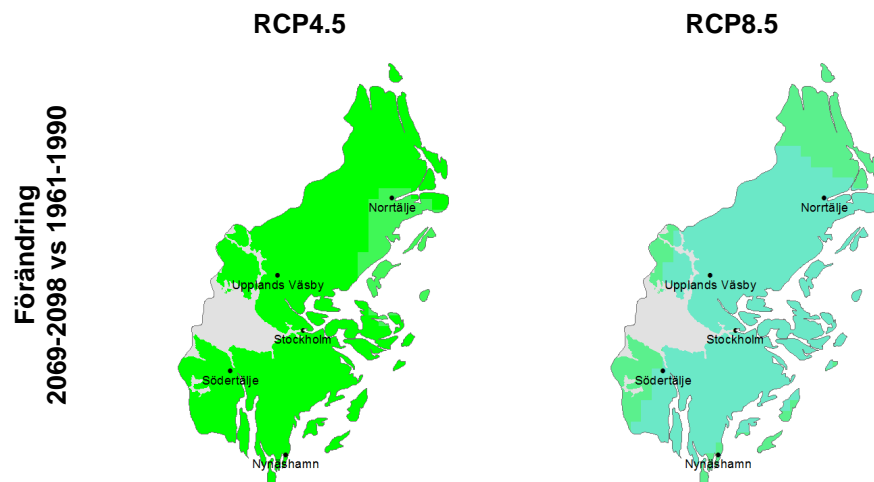 RCP4.5
RCP8.5
Förändring
2069-2098 vs 1961-1990
Norrtälje
Upplands Väsby
Stockholm
Södertälje
Nynäshamn
Norrtälje
Upplands Väsby
Stockholm
Södertälje
Nynäshamn